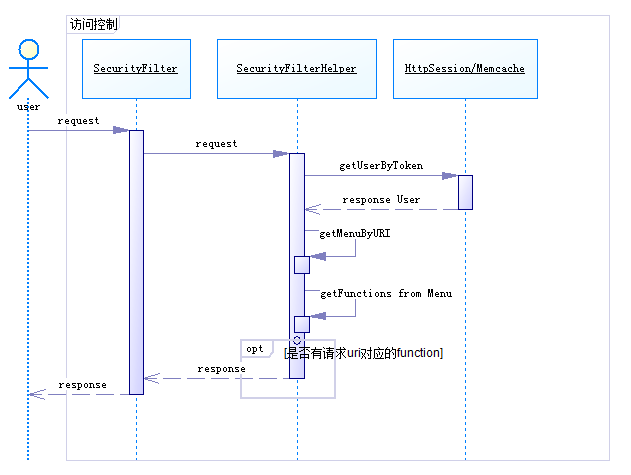 访问控制
SecurityFilter
SecurityFilterHelper
HttpSession/Memcache
user
request
request
getUserByToken
response User
getMenuByURI
getFunctions from Menu
opt
[是否有请求uri对应的function]
response
response